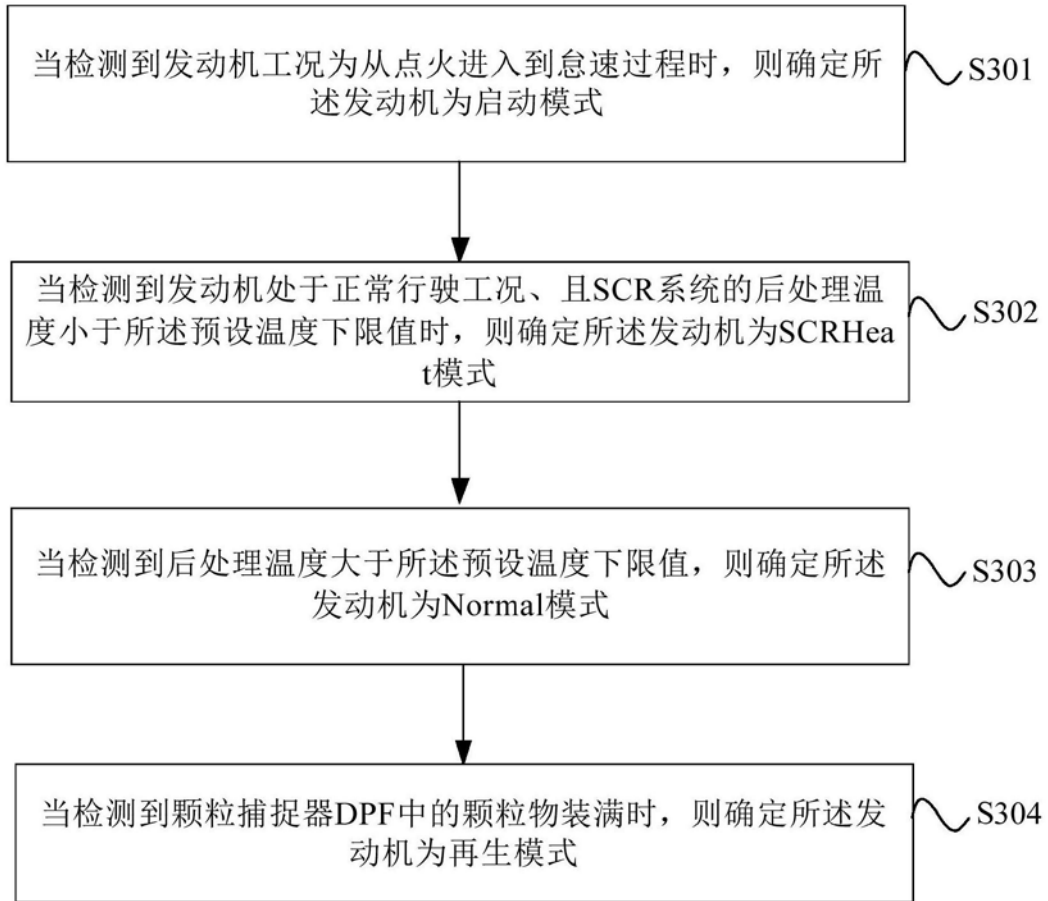 当检测到发动机工况为从点火进入到怠速过程时，则确定所
述发动机为启动模式
S301
当检测到发动机处于正常行驶工况、且SCR系统的后处理温
度小于所述预设温度下限值时，则确定所述发动机为SCRHea
t模式
S302
当检测到后处理温度大于所述预设温度下限值，则确定所述
发动机为Normal模式
S303
当检测到颗粒捕捉器DPF中的颗粒物装满时，则确定所述发
动机为再生模式
S304